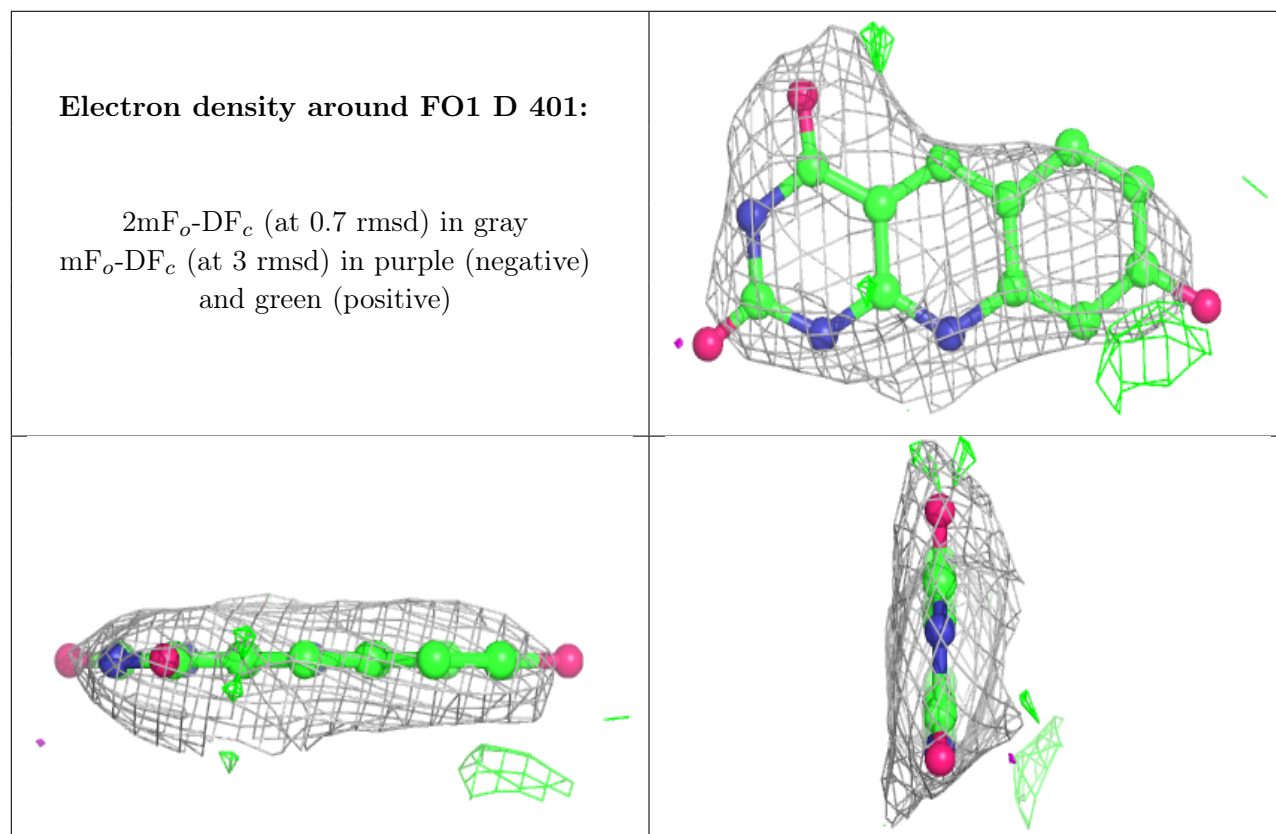 Electron density around FO1 D 401:
2mFₒ-DF𝒸 (at 0.7 rmsd) in gray
mFₒ-DF𝒸 (at 3 rmsd) in purple (negative)
and green (positive)